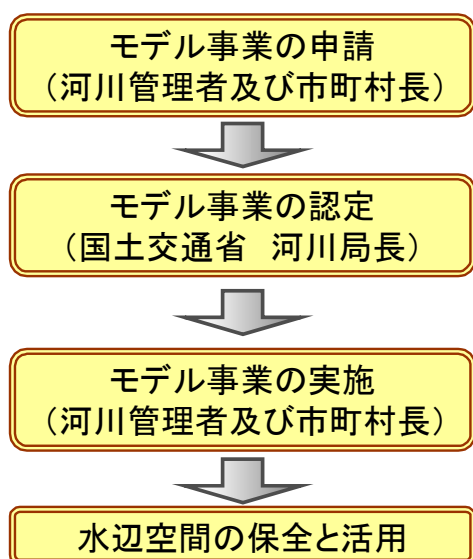 モデル事業の申請
（河川管理者及び市町村長）
モデル事業の認定
（国土交通省　河川局長）
モデル事業の実施
（河川管理者及び市町村長）
水辺空間の保全と活用